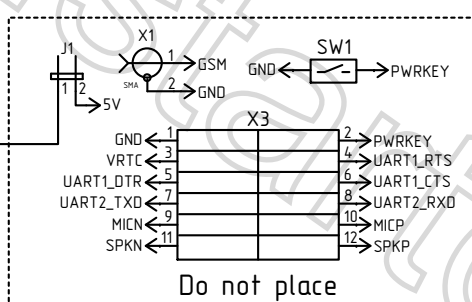 J1
X1
SW1
1
GSM
SMA
2
GND
GND
PWRKEY
1 2
5V
X3
GND 1 2 PWRKEY
VRTC 3 4 UART1_RTS
UART1_DTR 5 6 UART1_CTS
UART2_TXD 7 8 UART2_RXD
MICN 9 10 MICP
SPKN 11 12 SPKP
Do not place